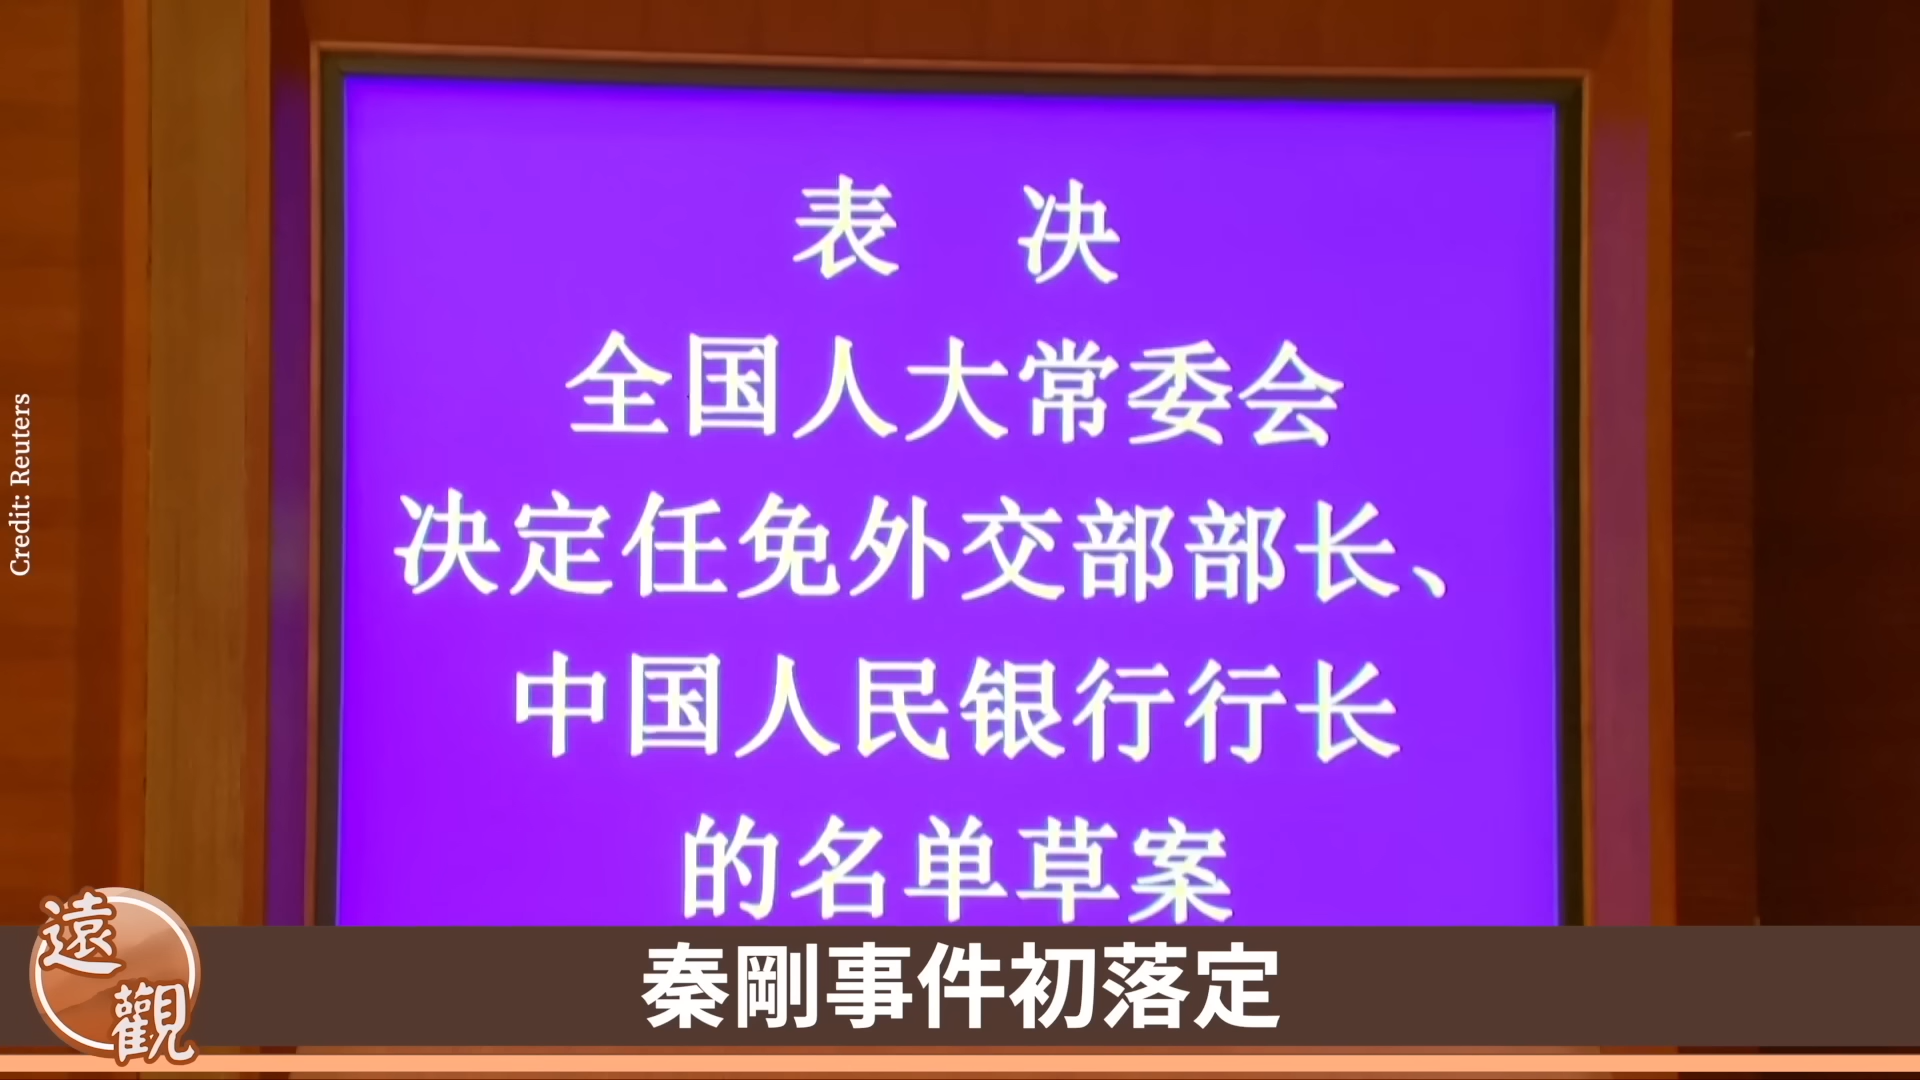 表 决
全国人大常委会
决定任免外交部部长、
中国人民银行行长
的名单草案
Credit: Reuters
遠觀
秦剛事件初落定